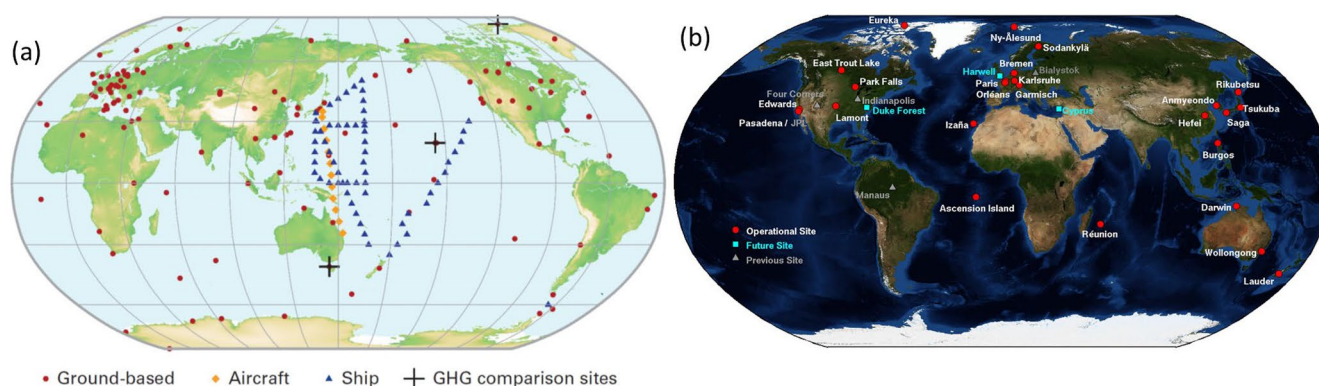 (a)
Ground-based
Aircraft
Ship
GHG comparison sites
(b)
Eureka
Ny-Ålesund
Sodankylä
East Trout Lake
Bremen
Harwell
Bialystok
Park Falls
Paris
Karlsruhe
Four Corners
Orléans
Garmisch
Rikubetsu
Indianapolis
Edwards
Duke Forest
Cyprus
Anmyeondo
Tsukuba
Lamont
Pasadena / JPL
Izaña
Hefei
Saga
Burgos
Manaus
Ascension Island
Darwin
Réunion
Operational Site
Future Site
Previous Site
Wollongong
Lauder